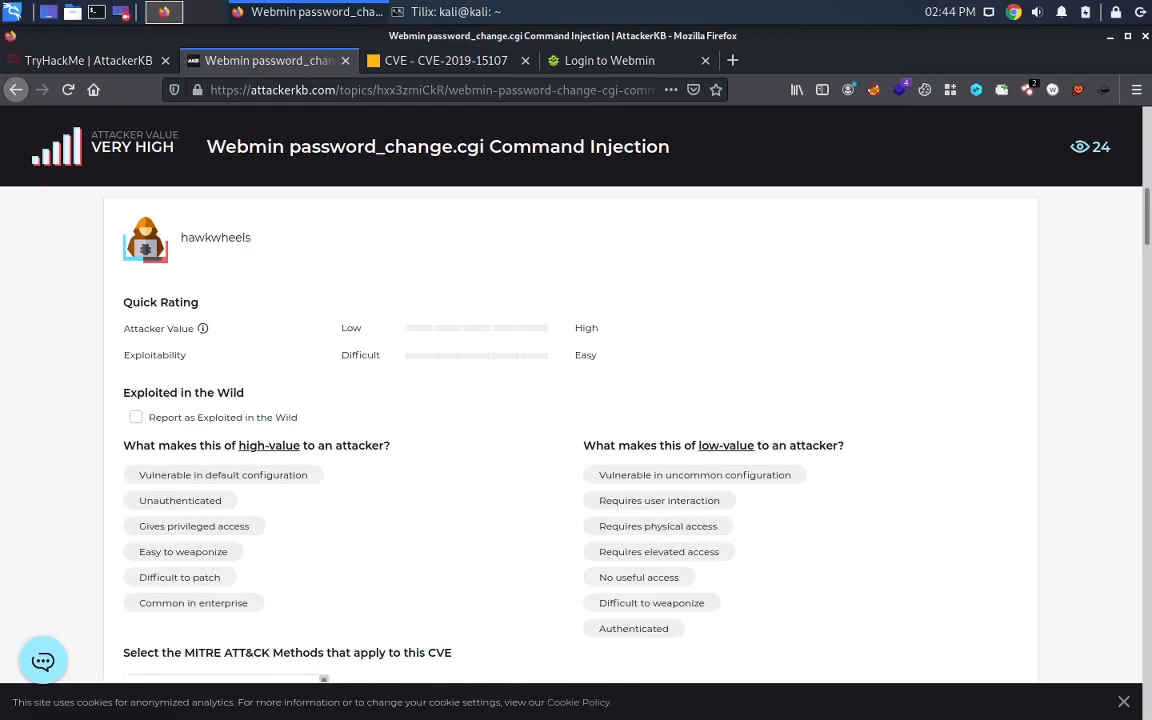 Webmin password_cha...
Tilix: kali@kali: ~
02:44 PM
Webmin password_change.cgi Command Injection | AttackerKB - Mozilla Firefox
TryHackMe | AttackerKB
AKB
Webmin password_chan
CVE - CVE-2019-15107
Login to Webmin
https://attackerkb.com/topics/hxx3zmiCkR/webmin-password-change-cgi-comm
4
2
ATTACKER VALUE
VERY HIGH
Webmin password_change.cgi Command Injection
24
hawkwheels
Quick Rating
Attacker Value
Low
High
Exploitability
Difficult
Easy
Exploited in the Wild
Report as Exploited in the Wild
What makes this of high-value to an attacker?
Vulnerable in default configuration
Unauthenticated
Gives privileged access
Easy to weaponize
Difficult to patch
Common in enterprise
What makes this of low-value to an attacker?
Vulnerable in uncommon configuration
Requires user interaction
Requires physical access
Requires elevated access
No useful access
Difficult to weaponize
Authenticated
Select the MITRE ATT&CK Methods that apply to this CVE
This site uses cookies for anonymized analytics. For more information or to change your cookie settings, view our Cookie Policy.